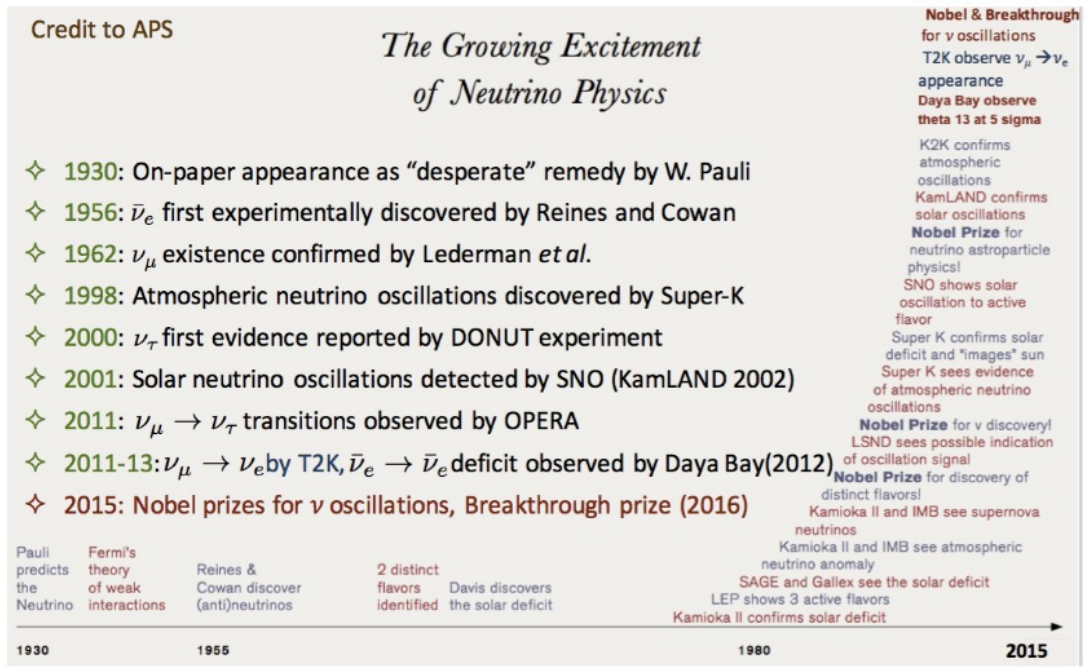 Credit to APS
The Growing Excitement
of Neutrino Physics
✧ 1930: On-paper appearance as “desperate” remedy by W. Pauli
✧ 1956: ν̄e first experimentally discovered by Reines and Cowan
✧ 1962: νμ existence confirmed by Lederman et al.
✧ 1998: Atmospheric neutrino oscillations discovered by Super-K
✧ 2000: ντ first evidence reported by DONUT experiment
✧ 2001: Solar neutrino oscillations detected by SNO (KamLAND 2002)
✧ 2011: νμ → ντ transitions observed by OPERA
✧ 2011-13: νμ → νe by T2K, ν̄e → ν̄e deficit observed by Daya Bay(2012)
✧ 2015: Nobel prizes for ν oscillations, Breakthrough prize (2016)
Nobel & Breakthrough
for ν oscillations
T2K observe νμ → νe
appearance
Daya Bay observe
theta 13 at 5 sigma
K2K confirms
atmospheric
oscillations
KamLAND confirms
solar oscillations
Nobel Prize for
neutrino astroparticle
physics!
SNO shows solar
oscillation to active
flavor
Super K confirms solar
deficit and "images" sun
Super K sees evidence
of atmospheric neutrino
oscillations
Nobel Prize for ν discovery!
LSND sees possible indication
of oscillation signal
Nobel Prize for discovery of
distinct flavors!
Kamioka II and IMB see supernova
neutrinos
Kamioka II and IMB see atmospheric
neutrino anomaly
SAGE and Gallex see the solar deficit
LEP shows 3 active flavors
Kamioka II confirms solar deficit
Pauli
predicts
the
Neutrino
Fermi's
theory
of weak
interactions
Reines &
Cowan discover
(anti)neutrinos
2 distinct
flavors
identified
Davis discovers
the solar deficit
1930
1955
1980
2015